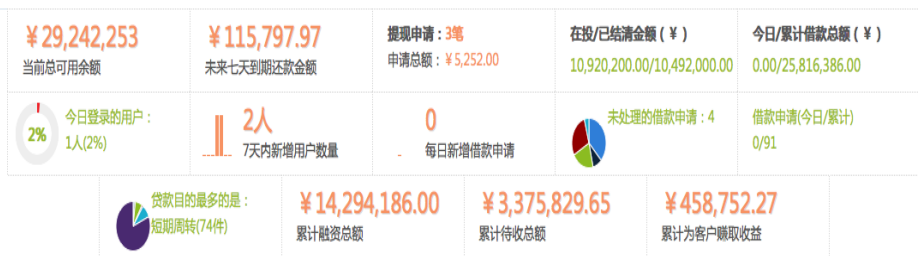 ￥29,242,253
当前总可用余额
￥115,797.97
未来七天到期还款金额
提现申请：3笔
申请总额：￥5,252.00
在投/已结清金额（￥）
10,920,200.00/10,492,000.00
今日/累计借款总额（￥）
0.00/25,816,386.00
2%
今日登录的用户：
1人(2%)
2人
7天内新增用户数量
0
每日新增借款申请
未处理的借款申请：4
借款申请(今日/累计)
0/91
贷款目的最多的是：
短期周转(74件)
￥14,294,186.00
累计融资总额
￥3,375,829.65
累计待收总额
￥458,752.27
累计为客户赚取收益